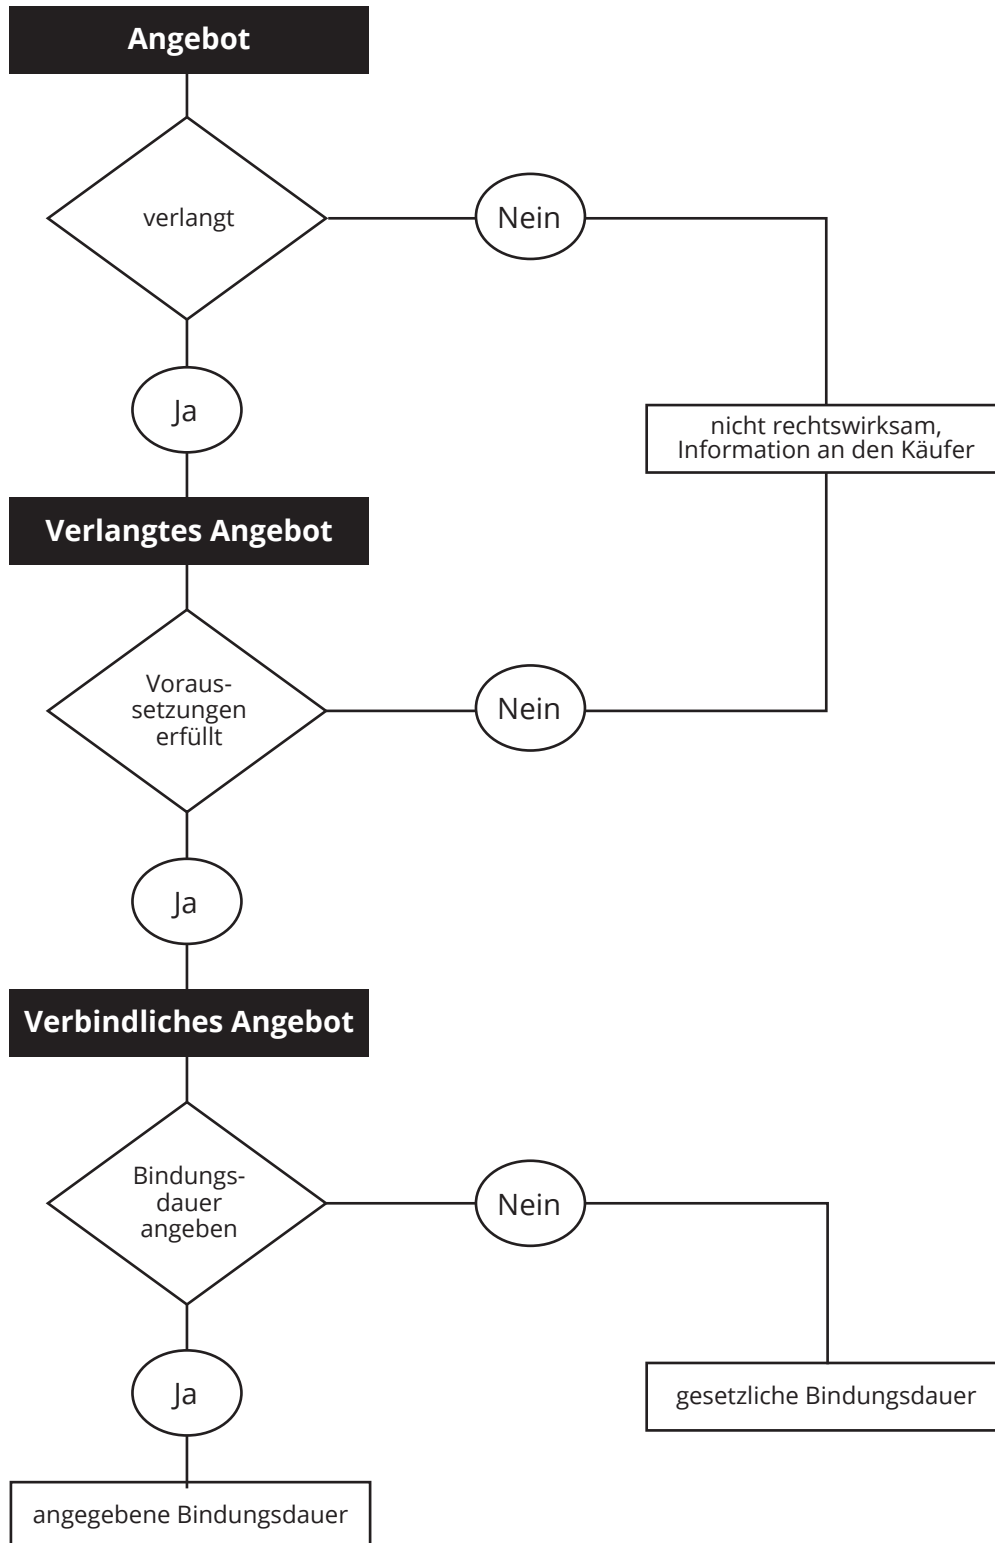 Angebot
verlangt
Nein
Ja
nicht rechtswirksam,
Information an den Käufer
Verlangtes Angebot
Voraus-
setzungen
erfüllt
Nein
Ja
Verbindliches Angebot
Bindungs-
dauer
angeben
Nein
Ja
gesetzliche Bindungsdauer
angegebene Bindungsdauer